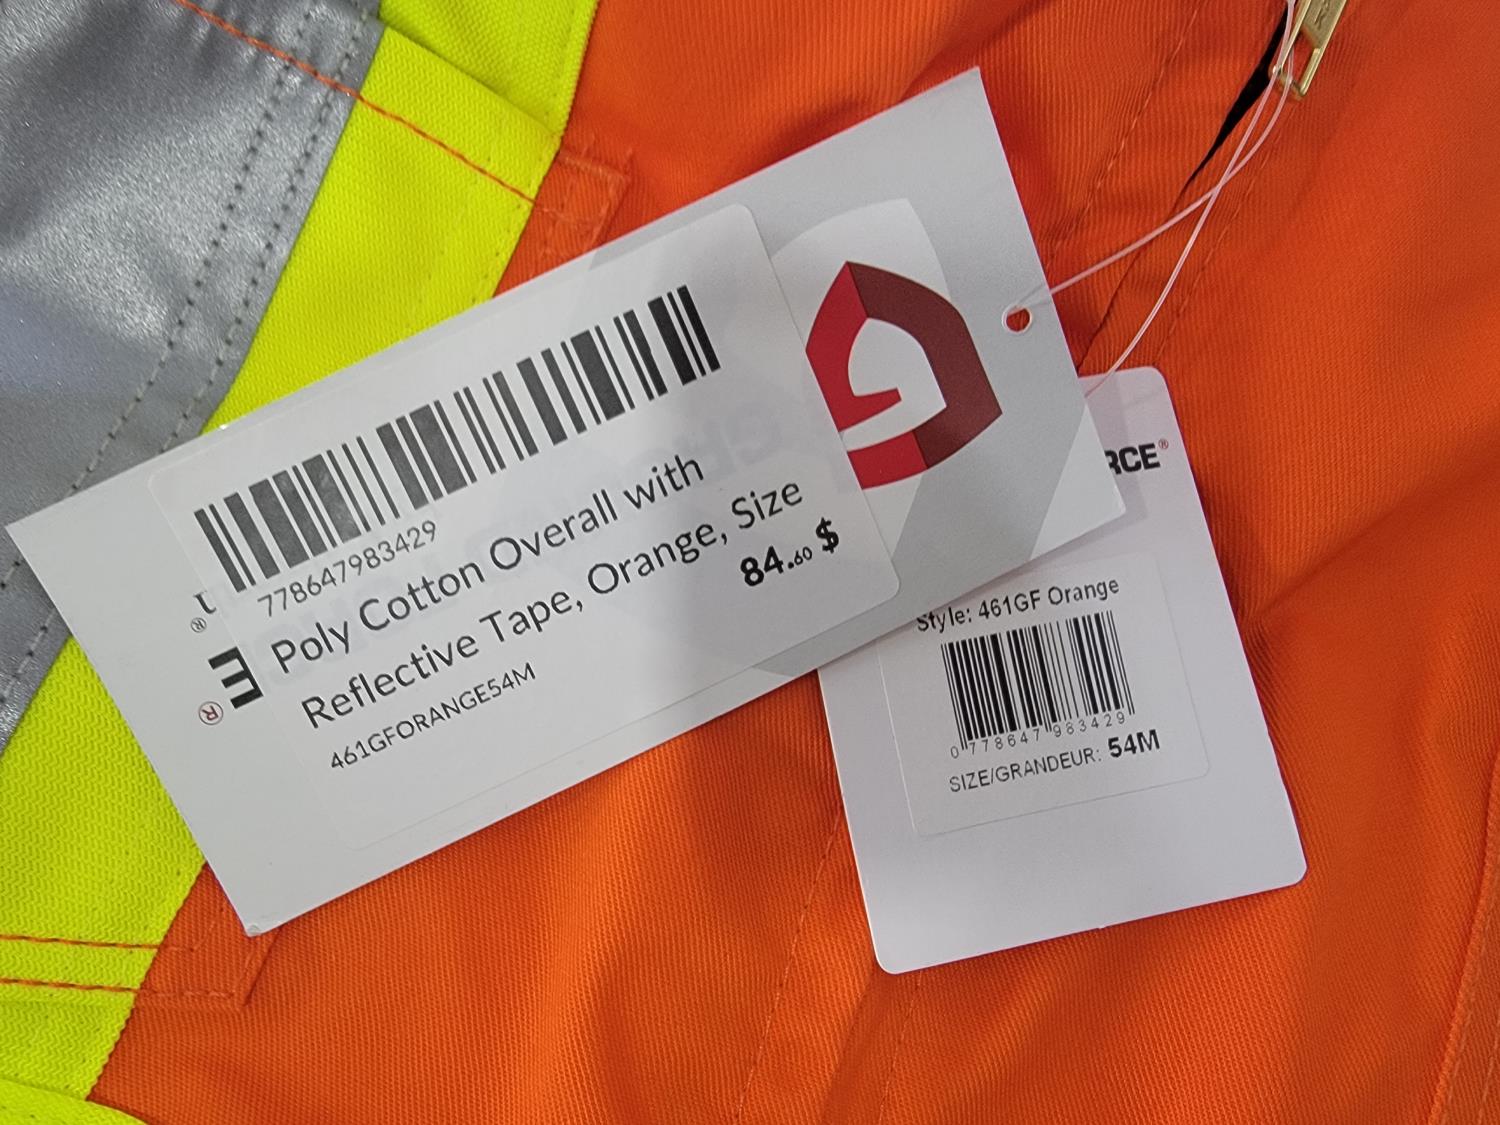 778647983429
Poly Cotton Overall with
Reflective Tape, Orange, Size
84.60 $
461GFORANGE54M
RCE®
Style: 461GF Orange
0 778647 983429
SIZE/GRANDEUR: 54M